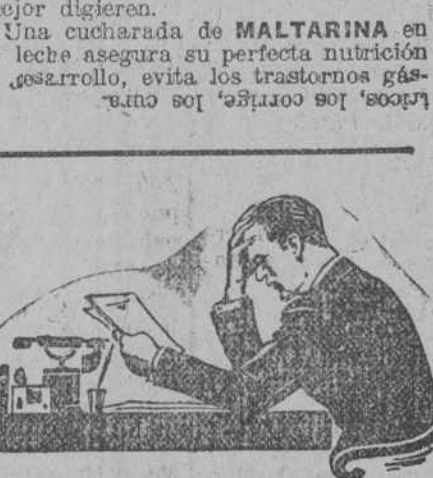 ejor digieren.
Una cucharada de MALTARINA en
leche asegura su perfecta nutrición
desarrollo, evita los trastornos gás-
tricos, los corrige, los cura.